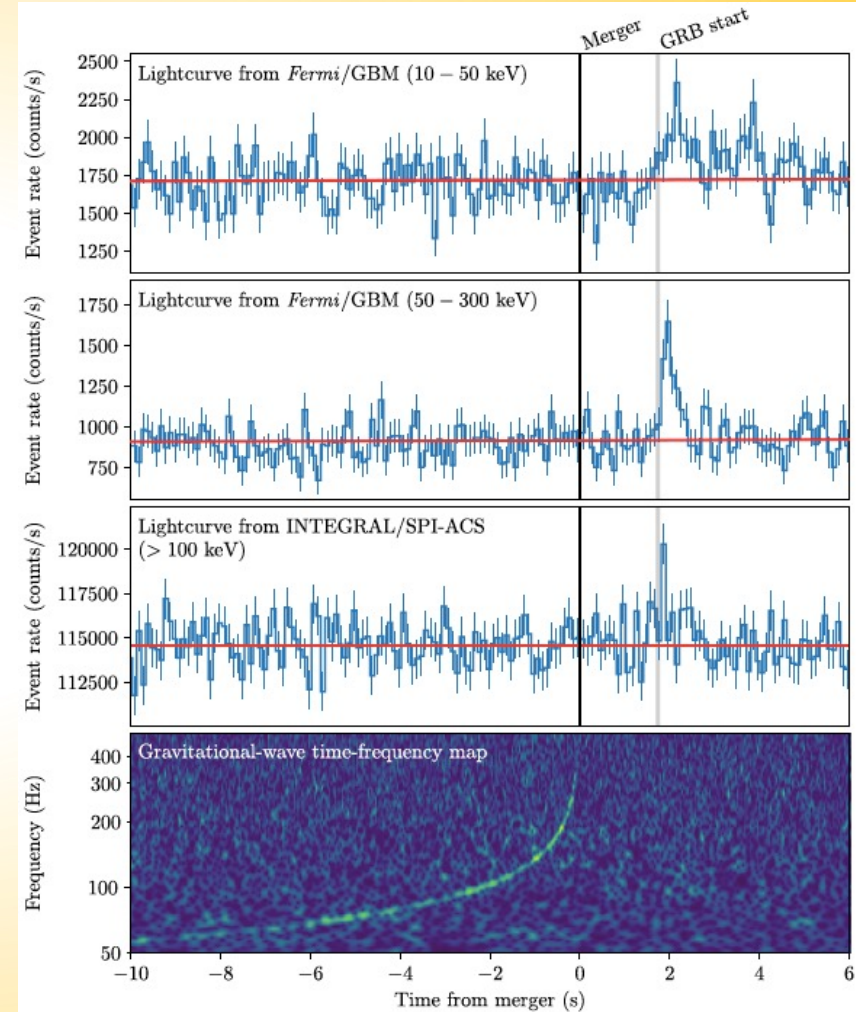 Merger GRB start
Lightcurve from Fermi/GBM (10 − 50 keV)
Event rate (counts/s)
2500
2250
2000
1750
1500
1250
Lightcurve from Fermi/GBM (50 − 300 keV)
Event rate (counts/s)
1750
1500
1250
1000
750
Lightcurve from INTEGRAL/SPI-ACS
(> 100 keV)
Event rate (counts/s)
120000
117500
115000
112500
Gravitational-wave time-frequency map
Frequency (Hz)
400
300
200
100
50
−10 −8 −6 −4 −2 0 2 4 6
Time from merger (s)